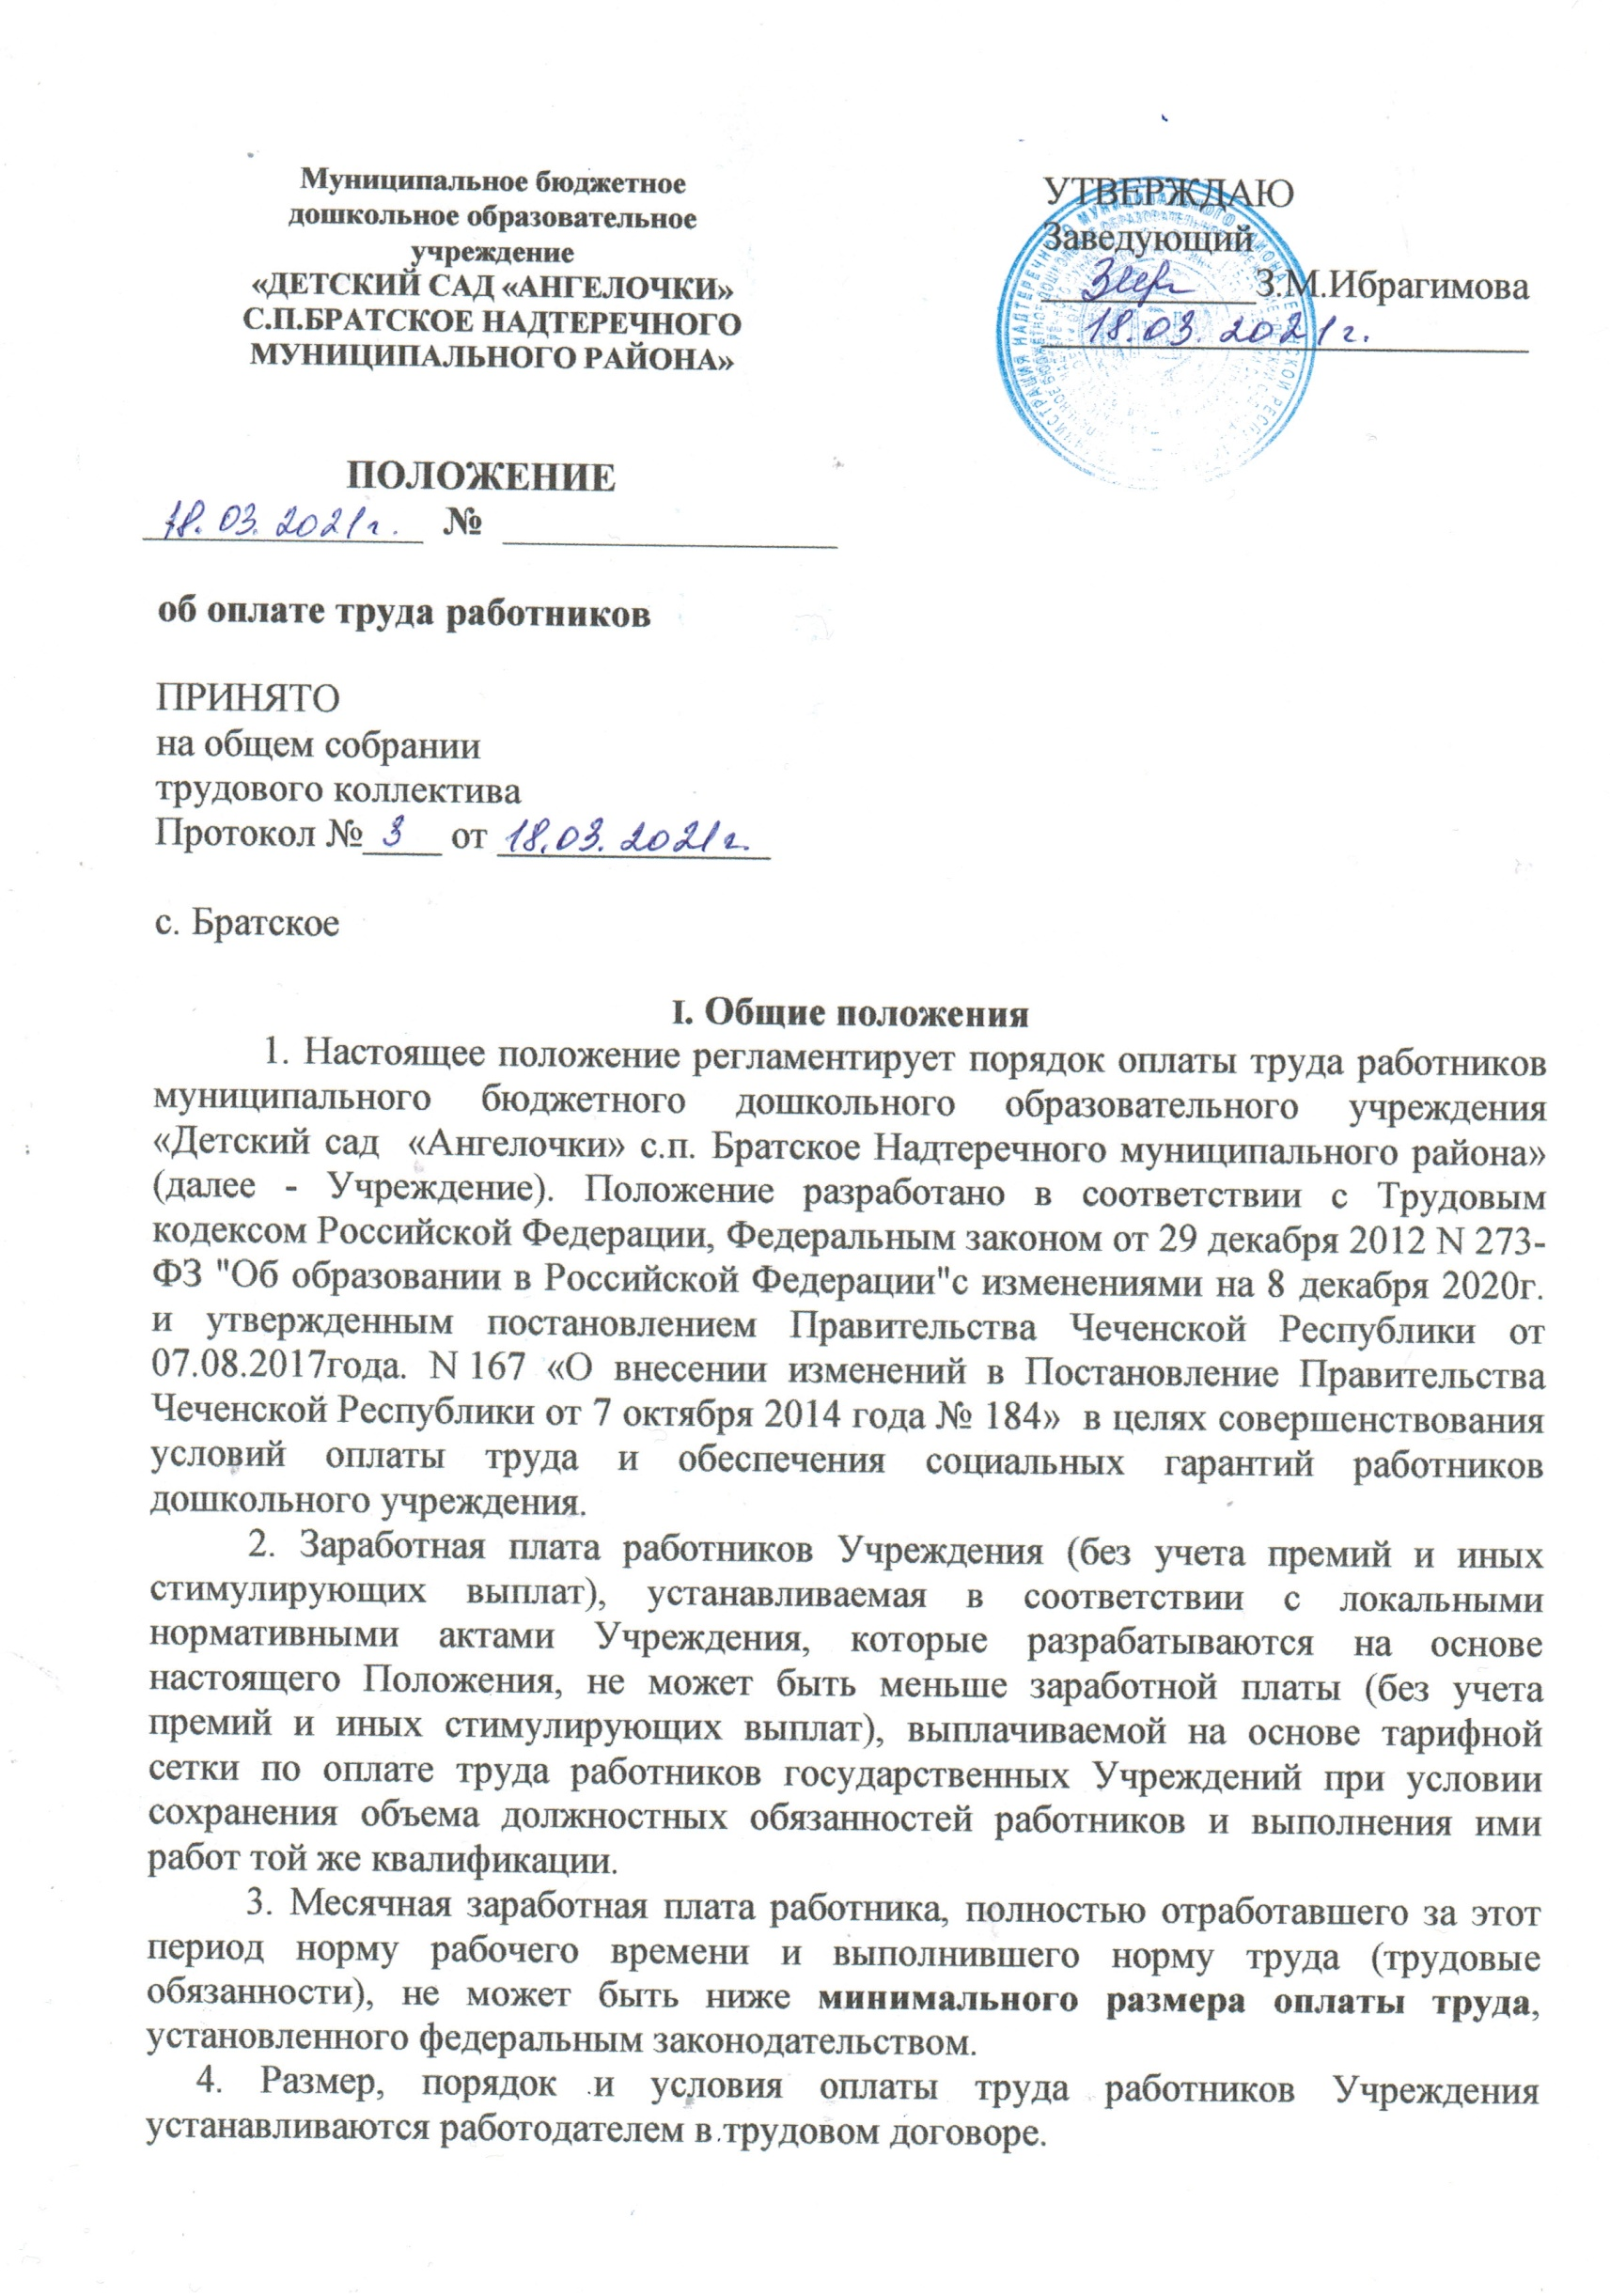 Муниципальное бюджетное
дошкольное образовательное
учреждение
«ДЕТСКИЙ САД «АНГЕЛОЧКИ»
С.П.БРАТСКОЕ НАДТЕРЕЧНОГО
МУНИЦИПАЛЬНОГО РАЙОНА»
УТВЕРЖДАЮ
Заведующий
З.М.Ибрагимова
18.03.2021г.
ПОЛОЖЕНИЕ
18.03.2021г. №
об оплате труда работников
ПРИНЯТО
на общем собрании
трудового коллектива
Протокол № 3 от 18.03.2021г.
с. Братское
I. Общие положения
1. Настоящее положение регламентирует порядок оплаты труда работников
муниципального бюджетного дошкольного образовательного учреждения
«Детский сад «Ангелочки» с.п. Братское Надтеречного муниципального района»
(далее - Учреждение). Положение разработано в соответствии с Трудовым
кодексом Российской Федерации, Федеральным законом от 29 декабря 2012 N 273-
ФЗ "Об образовании в Российской Федерации"с изменениями на 8 декабря 2020г.
и утвержденным постановлением Правительства Чеченской Республики от
07.08.2017года. N 167 «О внесении изменений в Постановление Правительства
Чеченской Республики от 7 октября 2014 года № 184» в целях совершенствования
условий оплаты труда и обеспечения социальных гарантий работников
дошкольного учреждения.
2. Заработная плата работников Учреждения (без учета премий и иных
стимулирующих выплат), устанавливаемая в соответствии с локальными
нормативными актами Учреждения, которые разрабатываются на основе
настоящего Положения, не может быть меньше заработной платы (без учета
премий и иных стимулирующих выплат), выплачиваемой на основе тарифной
сетки по оплате труда работников государственных Учреждений при условии
сохранения объема должностных обязанностей работников и выполнения ими
работ той же квалификации.
3. Месячная заработная плата работника, полностью отработавшего за этот
период норму рабочего времени и выполнившего норму труда (трудовые
обязанности), не может быть ниже минимального размера оплаты труда,
установленного федеральным законодательством.
4. Размер, порядок и условия оплаты труда работников Учреждения
устанавливаются работодателем в трудовом договоре.